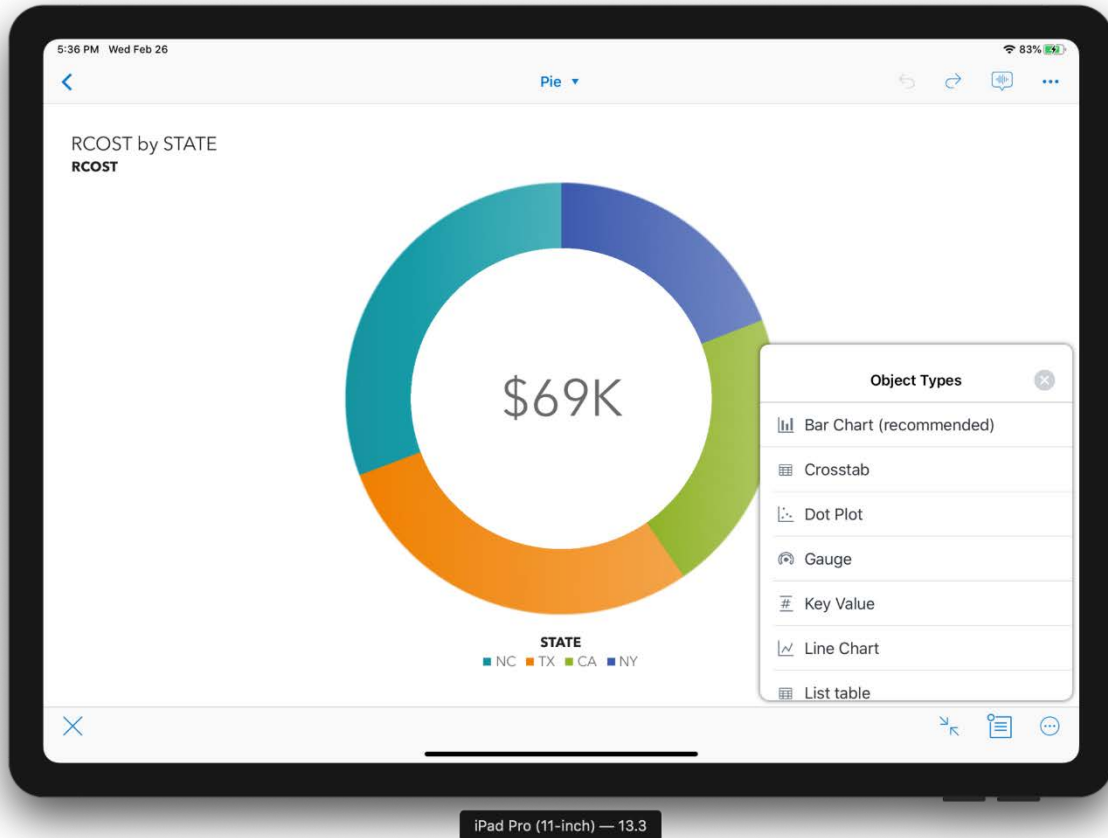 5:36 PM Wed Feb 26
83%
Pie
RCOST by STATE
RCOST
$69K
STATE
NC TX CA NY
Object Types
Bar Chart (recommended)
Crosstab
Dot Plot
Gauge
# Key Value
Line Chart
List table
iPad Pro (11-inch) — 13.3